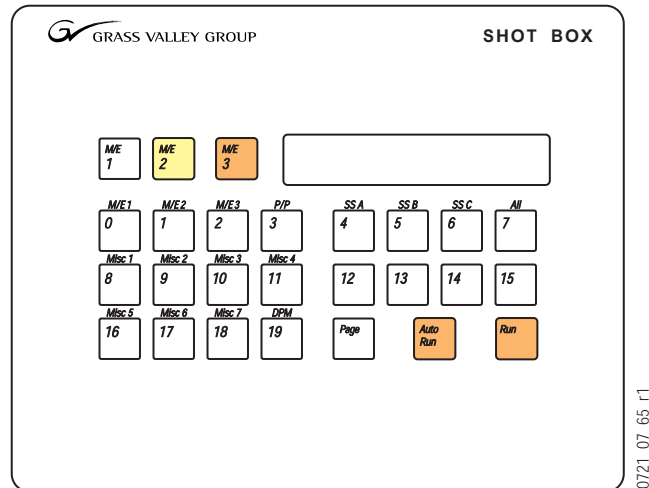 GRASS VALLEY GROUP
SHOT BOX
M/E 1
M/E 2
M/E 3
M/E 1 M/E 2 M/E 3 P/P SS A SS B SS C All
0 1 2 3 4 5 6 7
Misc 1 Misc 2 Misc 3 Misc 4
8 9 10 11 12 13 14 15
Misc 5 Misc 6 Misc 7 DPM
16 17 18 19 Page Auto Run Run
0721 07 65 r1